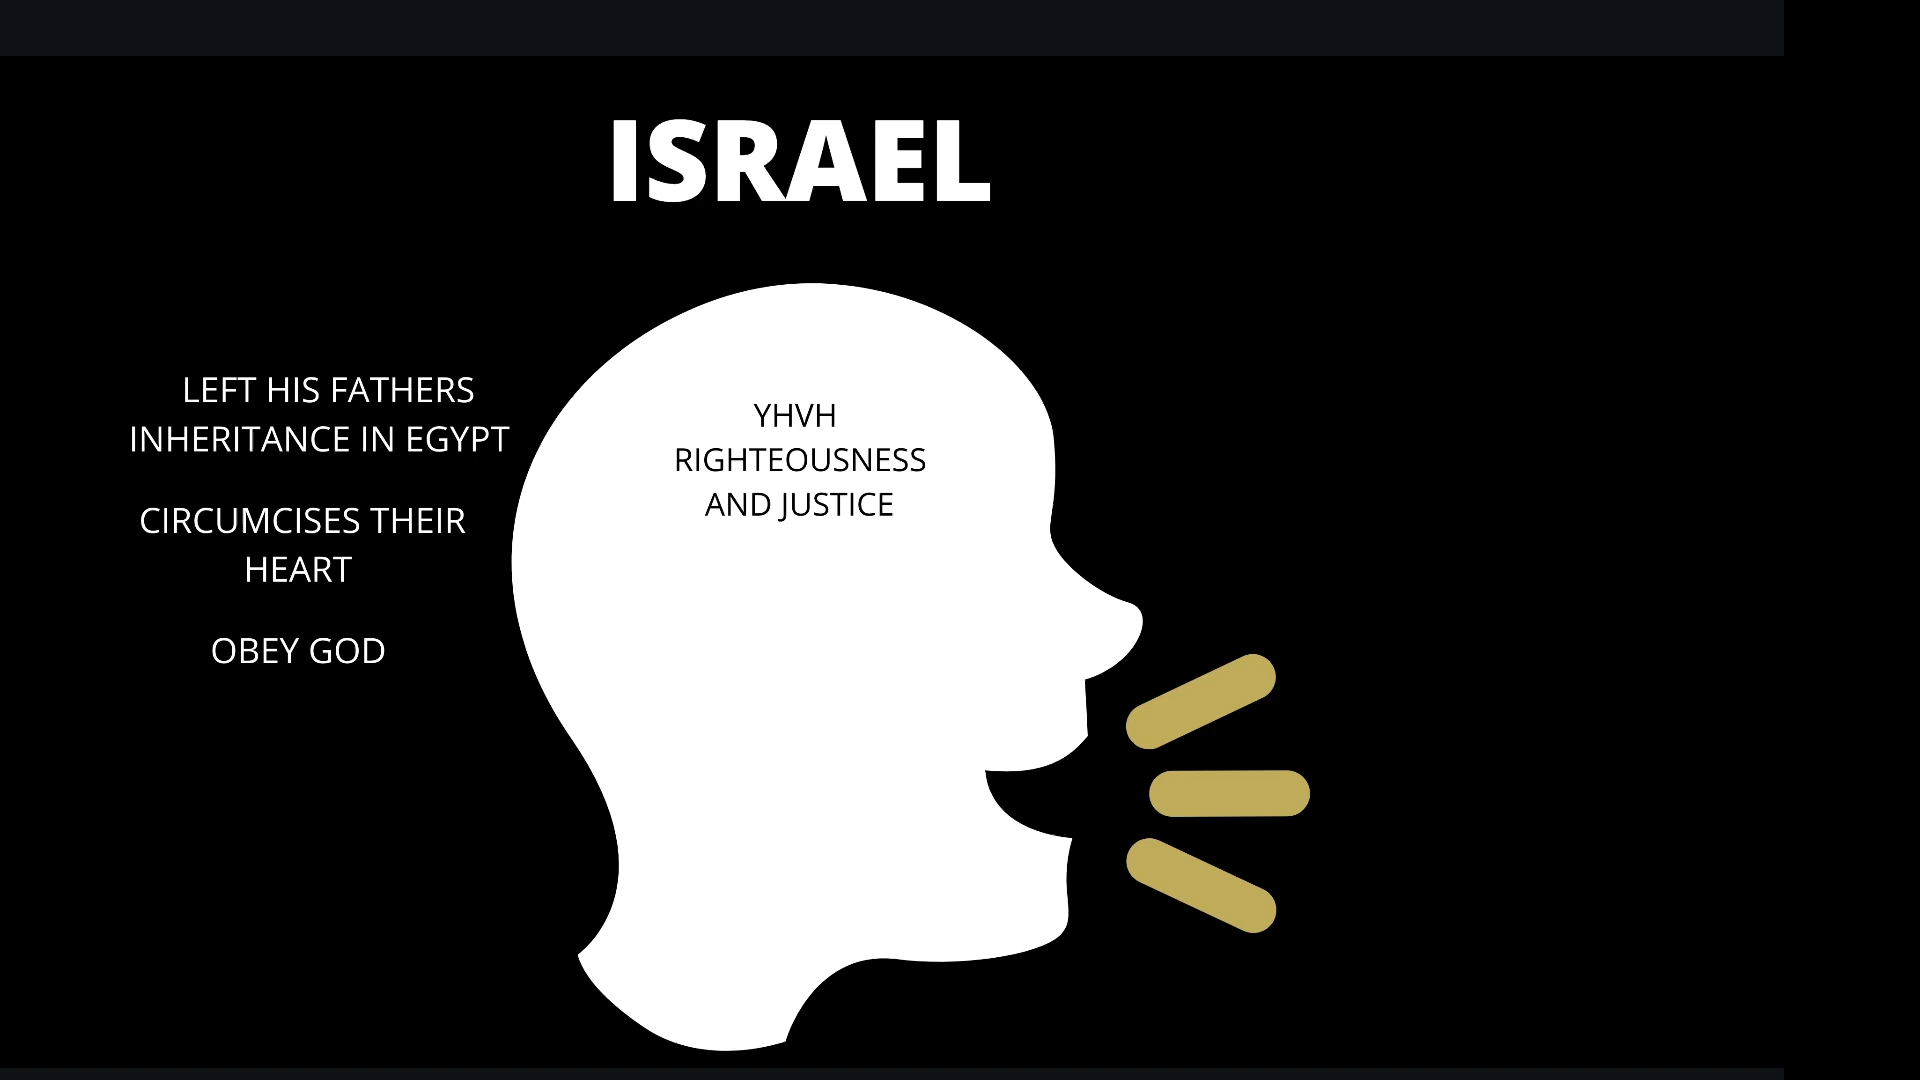 ISRAEL
LEFT HIS FATHERS
INHERITANCE IN EGYPT
CIRCUMCISES THEIR
HEART
OBEY GOD
YHVH
RIGHTEOUSNESS
AND JUSTICE